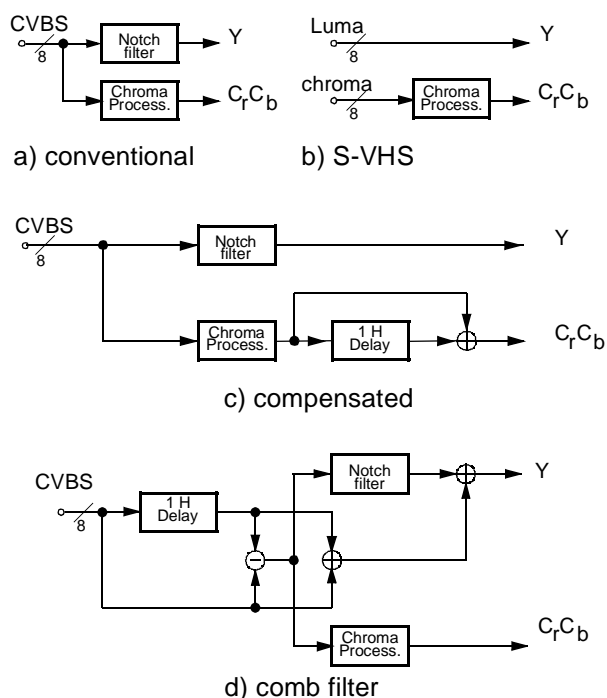 CVBS
8
Notch
filter
Y
Chroma
Process.
CrCb
a) conventional
Luma
8
Y
chroma
8
Chroma
Process.
CrCb
b) S-VHS
CVBS
8
Notch
filter
Y
Chroma
Process.
1 H
Delay
CrCb
c) compensated
CVBS
8
1 H
Delay
Notch
filter
Y
Chroma
Process.
CrCb
d) comb filter